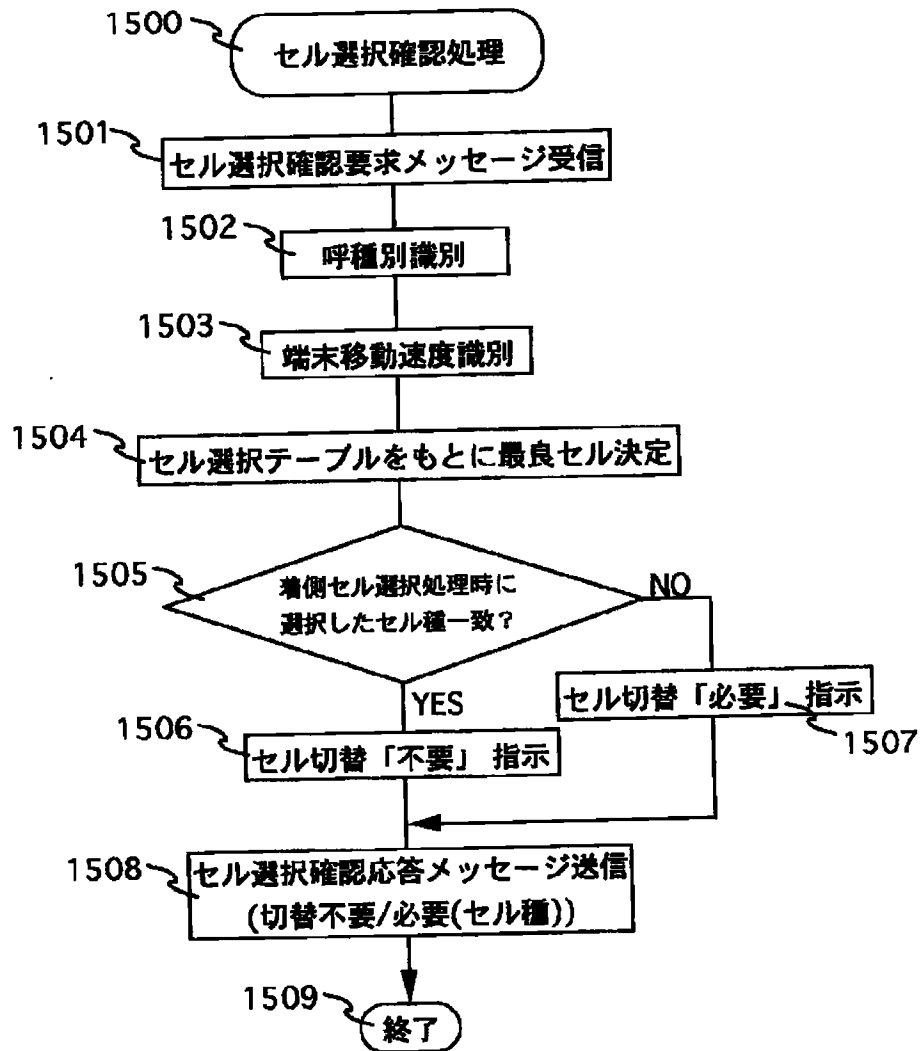 1500
セル選択確認処理
1501
セル選択確認要求メッセージ受信
1502
呼種別識別
1503
端末移動速度識別
1504
セル選択テーブルをもとに最良セル決定
1505
着側セル選択処理時に
選択したセル種一致？
NO
YES
セル切替「必要」指示
1507
1506
セル切替「不要」指示
1508
セル選択確認応答メッセージ送信
(切替不要/必要(セル種))
1509
終了